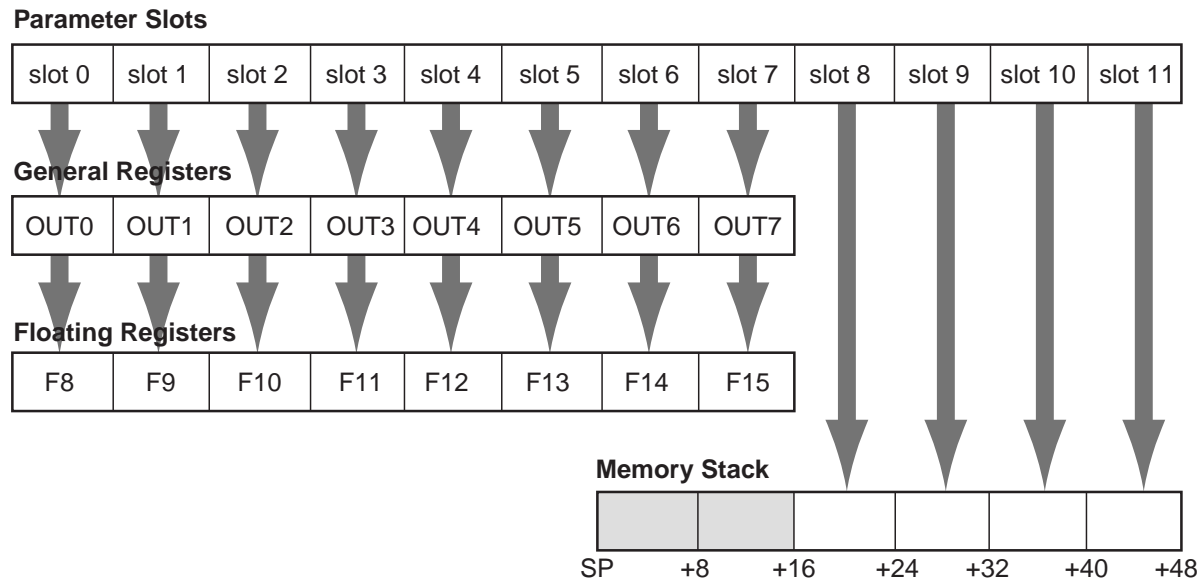 Parameter Slots
slot 0 slot 1 slot 2 slot 3 slot 4 slot 5 slot 6 slot 7 slot 8 slot 9 slot 10 slot 11
General Registers
OUT0 OUT1 OUT2 OUT3 OUT4 OUT5 OUT6 OUT7
Floating Registers
F8 F9 F10 F11 F12 F13 F14 F15
Memory Stack
SP +8 +16 +24 +32 +40 +48